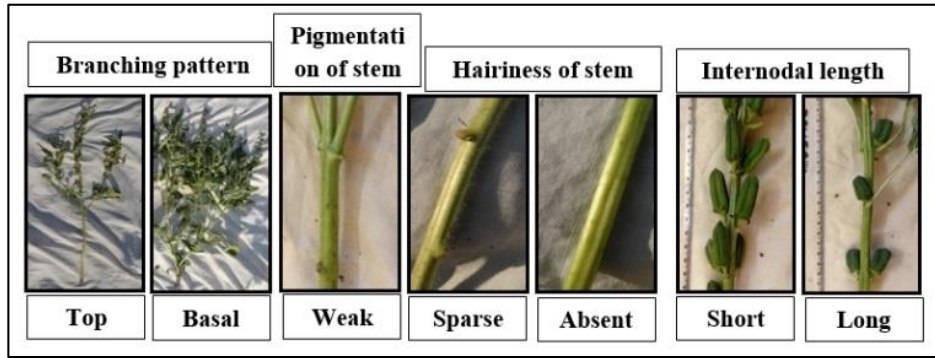 Branching pattern
Pigmentati
on of stem
Hairiness of stem
Internodal length
Top
Basal
Weak
Sparse
Absent
Short
Long